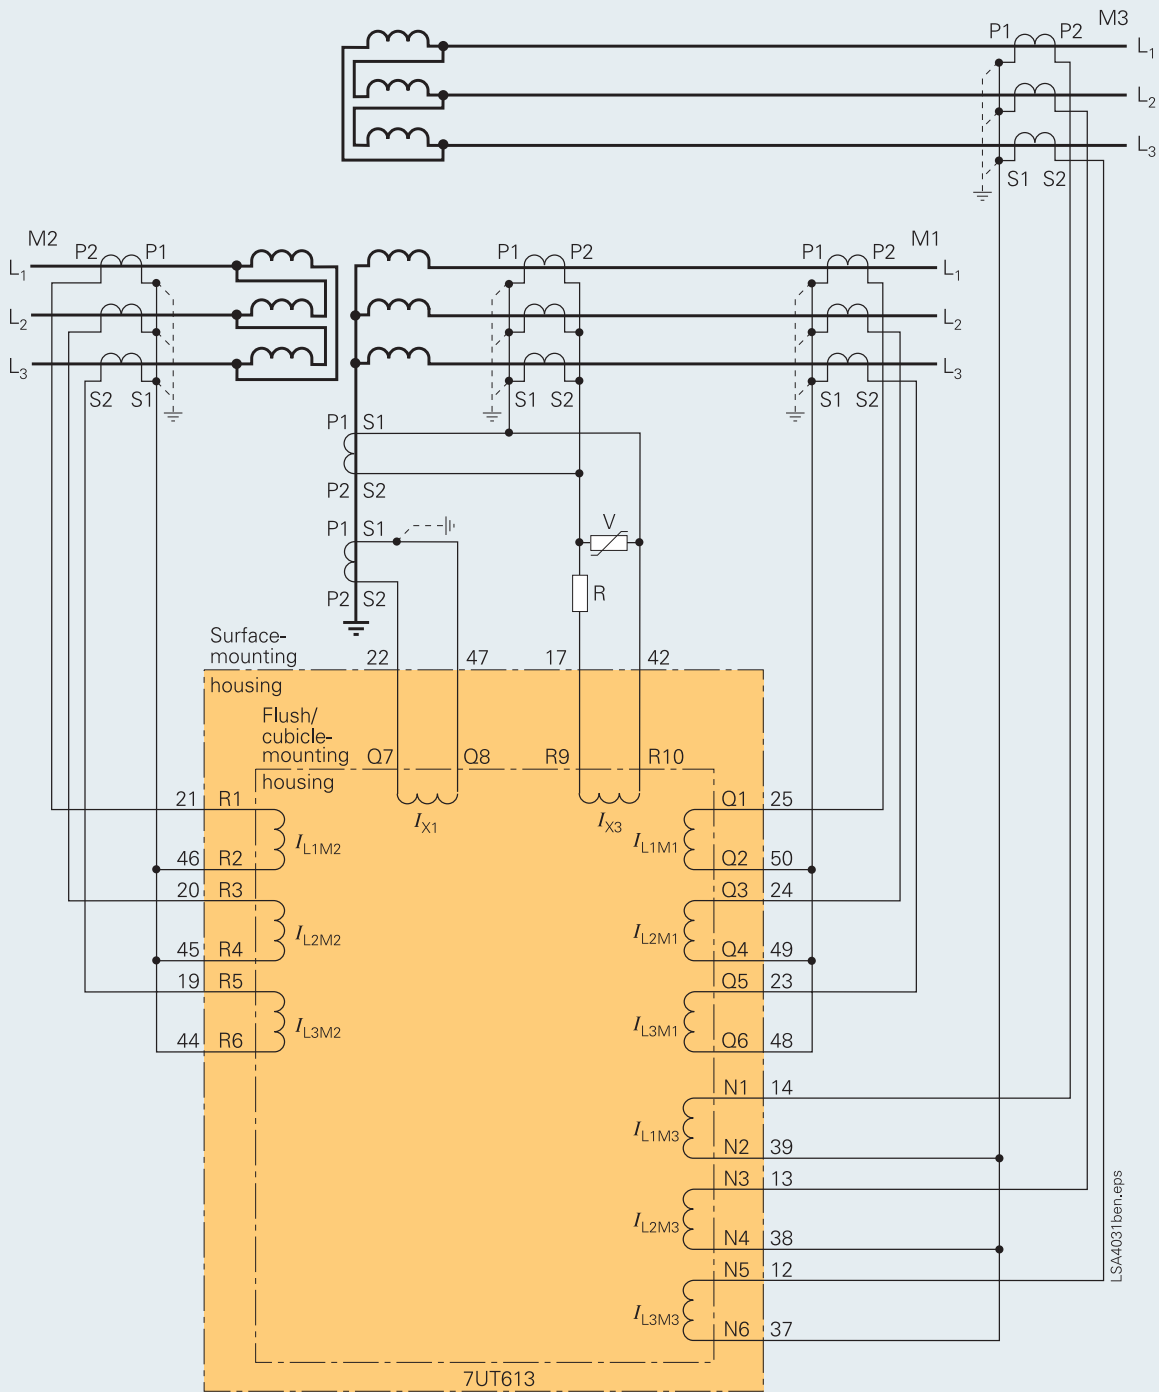 P1 P2 M3
L1
L2
L3
S1 S2
M2 P2 P1
P1 P2
P1 P2 M1
L1
L2
L3
L1
L2
L3
S2 S1
S1 S2
S1 S2
P1 S1
P2 S2
P1 S1
P2 S2
V
R
Surface-
mounting
housing
22 47 17 42
Flush/
cubicle-
mounting
housing
Q7 Q8 R9 R10
IX1
IX3
21 R1
IL1M2
46 R2
20 R3
IL2M2
45 R4
19 R5
IL3M2
44 R6
Q1 25
IL1M1
Q2 50
Q3 24
IL2M1
Q4 49
Q5 23
IL3M1
Q6 48
N1 14
IL1M3
N2 39
N3 13
IL2M3
N4 38
N5 12
IL3M3
N6 37
7UT613
LSA4031ben.eps